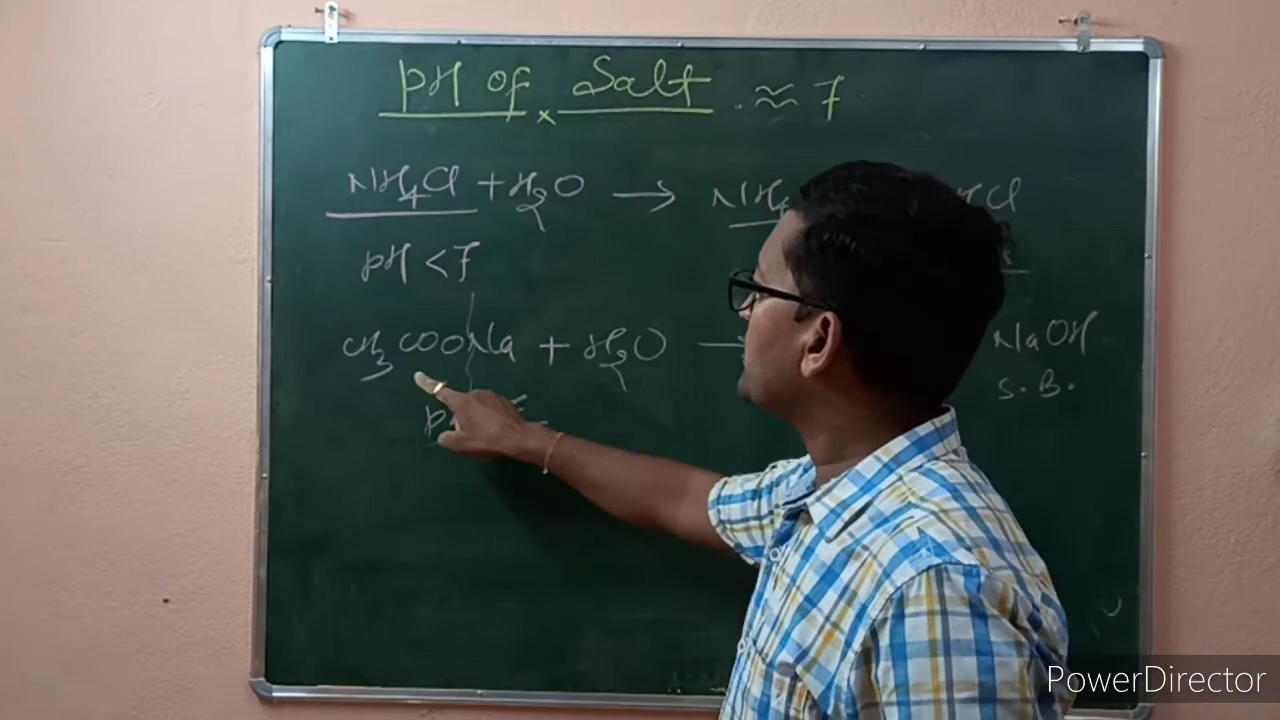 pH of Salt ≈ 7
NH4Cl + H2O → NH4 Cl
pH < 7
CH3COONa + H2O → NaOH
S.B.
PowerDirector